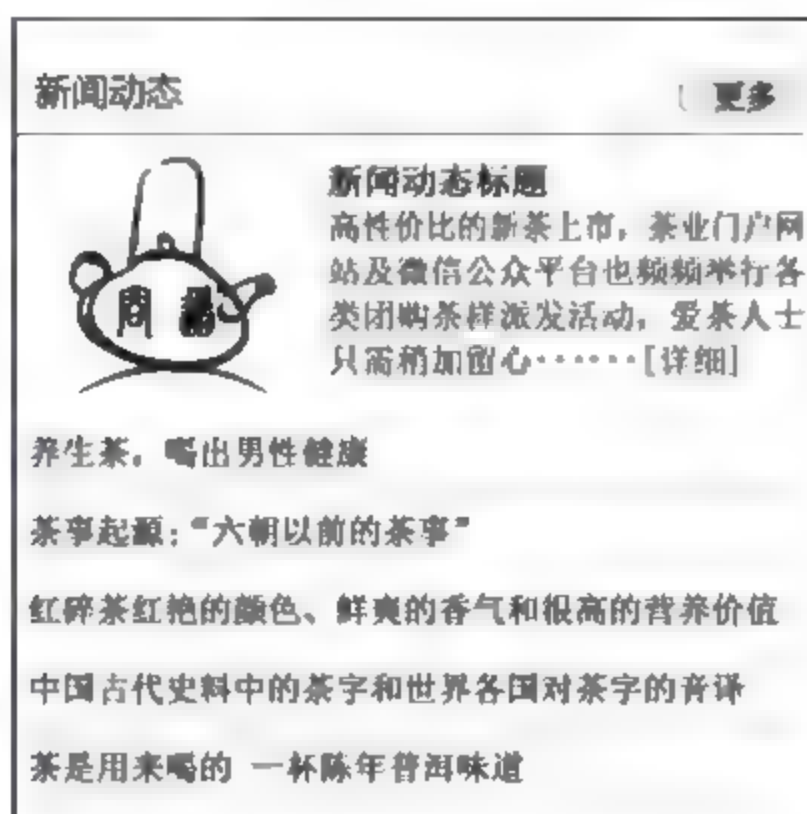 新闻动态
更多
新闻动态标题
高性价比的新茶上市，茶业门户网
站及微信公众平台也频频举行各
类团购茶样派发活动，爱茶人士
只需稍加留心······[详细]
养生茶，喝出男性健康
茶事起源：“六朝以前的茶事”
红碎茶红艳的颜色、鲜爽的香气和很高的营养价值
中国古代史料中的茶字和世界各国对茶字的音译
茶是用来喝的 一杯陈年普洱味道